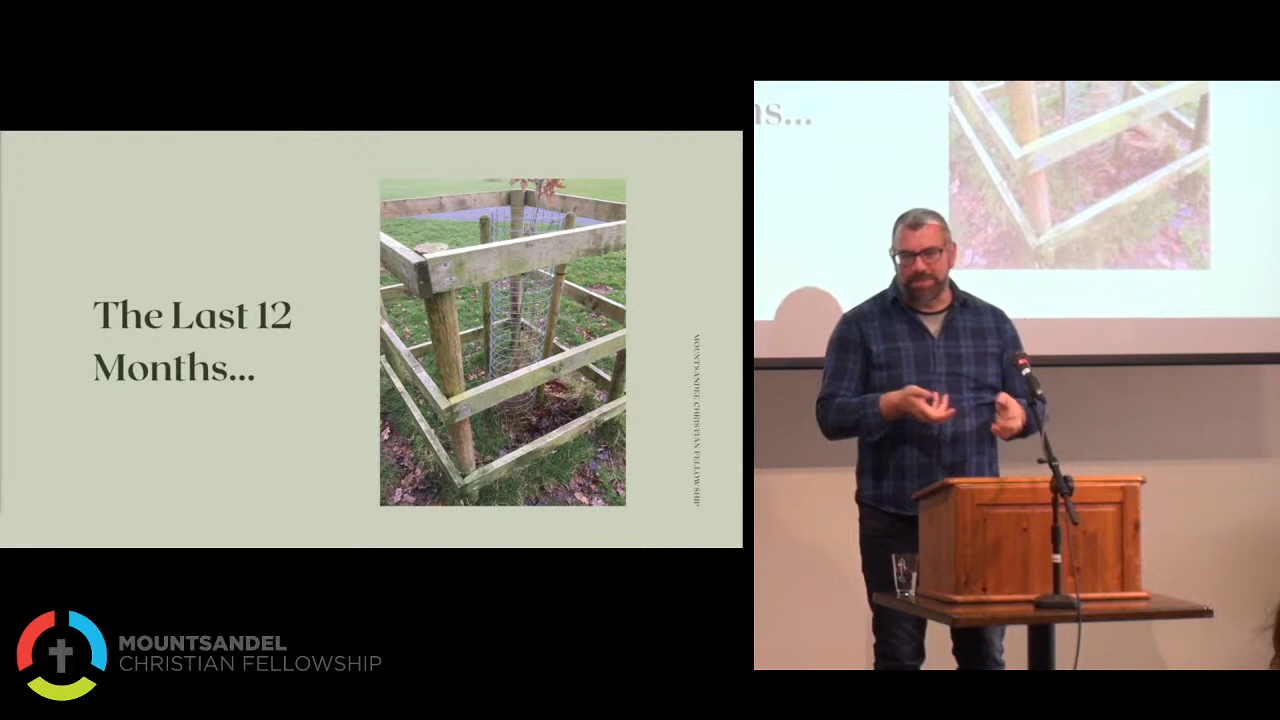 The Last 12
Months...
MOUNTSANDEL CHRISTIAN FELLOWSHIP
ns...
MOUNTSANDEL
CHRISTIAN FELLOWSHIP